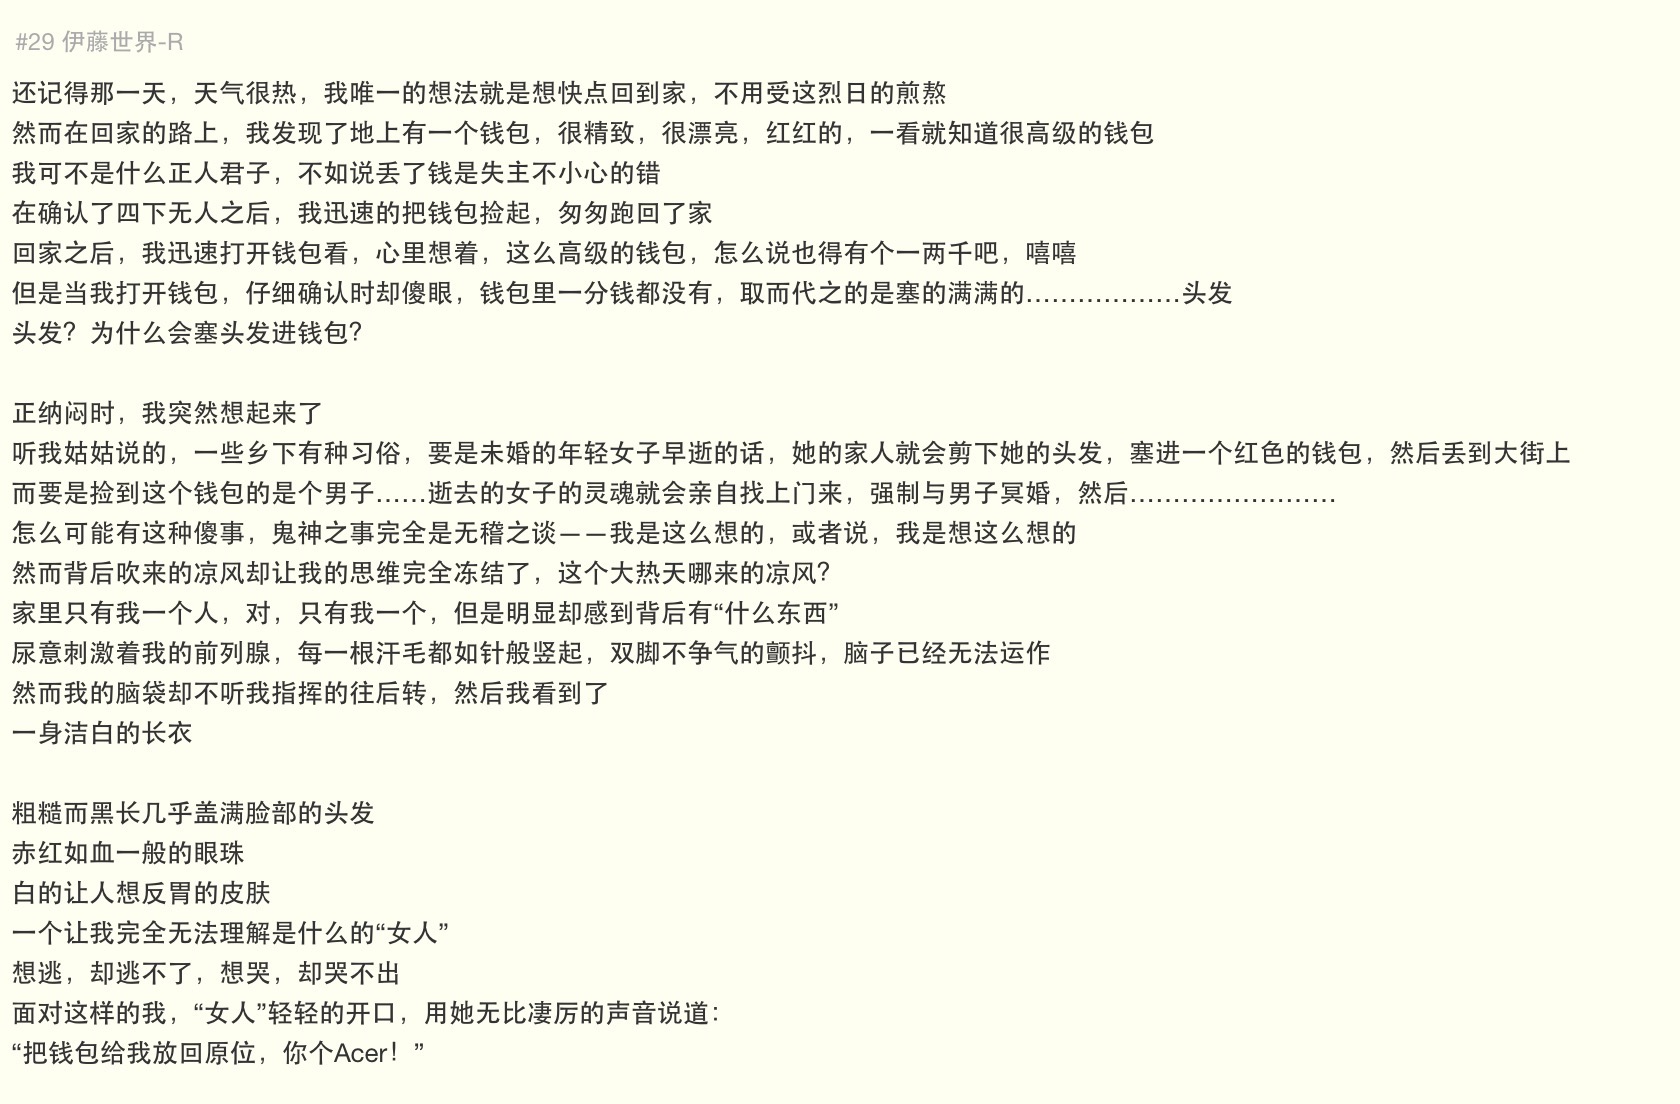 #29 伊藤世界-R
还记得那一天，天气很热，我唯一的想法就是想快点回到家，不用受这烈日的煎熬
然而在回家的路上，我发现了地上有一个钱包，很精致，很漂亮，红红的，一看就知道很高级的钱包
我可不是什么正人君子，不如说丢了钱是失主不小心的错
在确认了四下无人之后，我迅速的把钱包捡起，匆匆跑回了家
回家之后，我迅速打开钱包看，心里想着，这么高级的钱包，怎么说也得有个一两千吧，嘻嘻
但是当我打开钱包，仔细确认时却傻眼，钱包里一分钱都没有，取而代之的是塞的满满的………………头发
头发？为什么会塞头发进钱包？
正纳闷时，我突然想起来了
听我姑姑说的，一些乡下有种习俗，要是未婚的年轻女子早逝的话，她的家人就会剪下她的头发，塞进一个红色的钱包，然后丢到大街上
而要是捡到这个钱包的是个男子……逝去的女子的灵魂就会亲自找上门来，强制与男子冥婚，然后……………………
怎么可能有这种傻事，鬼神之事完全是无稽之谈——我是这么想的，或者说，我是想这么想的
然而背后吹来的凉风却让我的思维完全冻结了，这个大热天哪来的凉风？
家里只有我一个人，对，只有我一个，但是明显却感到背后有“什么东西”
尿意刺激着我的前列腺，每一根汗毛都如针般竖起，双脚不争气的颤抖，脑子已经无法运作
然而我的脑袋却不听我指挥的往后转，然后我看到了
一身洁白的长衣
粗糙而黑长几乎盖满脸部的头发
赤红如血一般的眼珠
白的让人想反胃的皮肤
一个让我完全无法理解是什么的“女人”
想逃，却逃不了，想哭，却哭不出
面对这样的我，“女人”轻轻的开口，用她无比凄厉的声音说道：
“把钱包给我放回原位，你个Acer！”